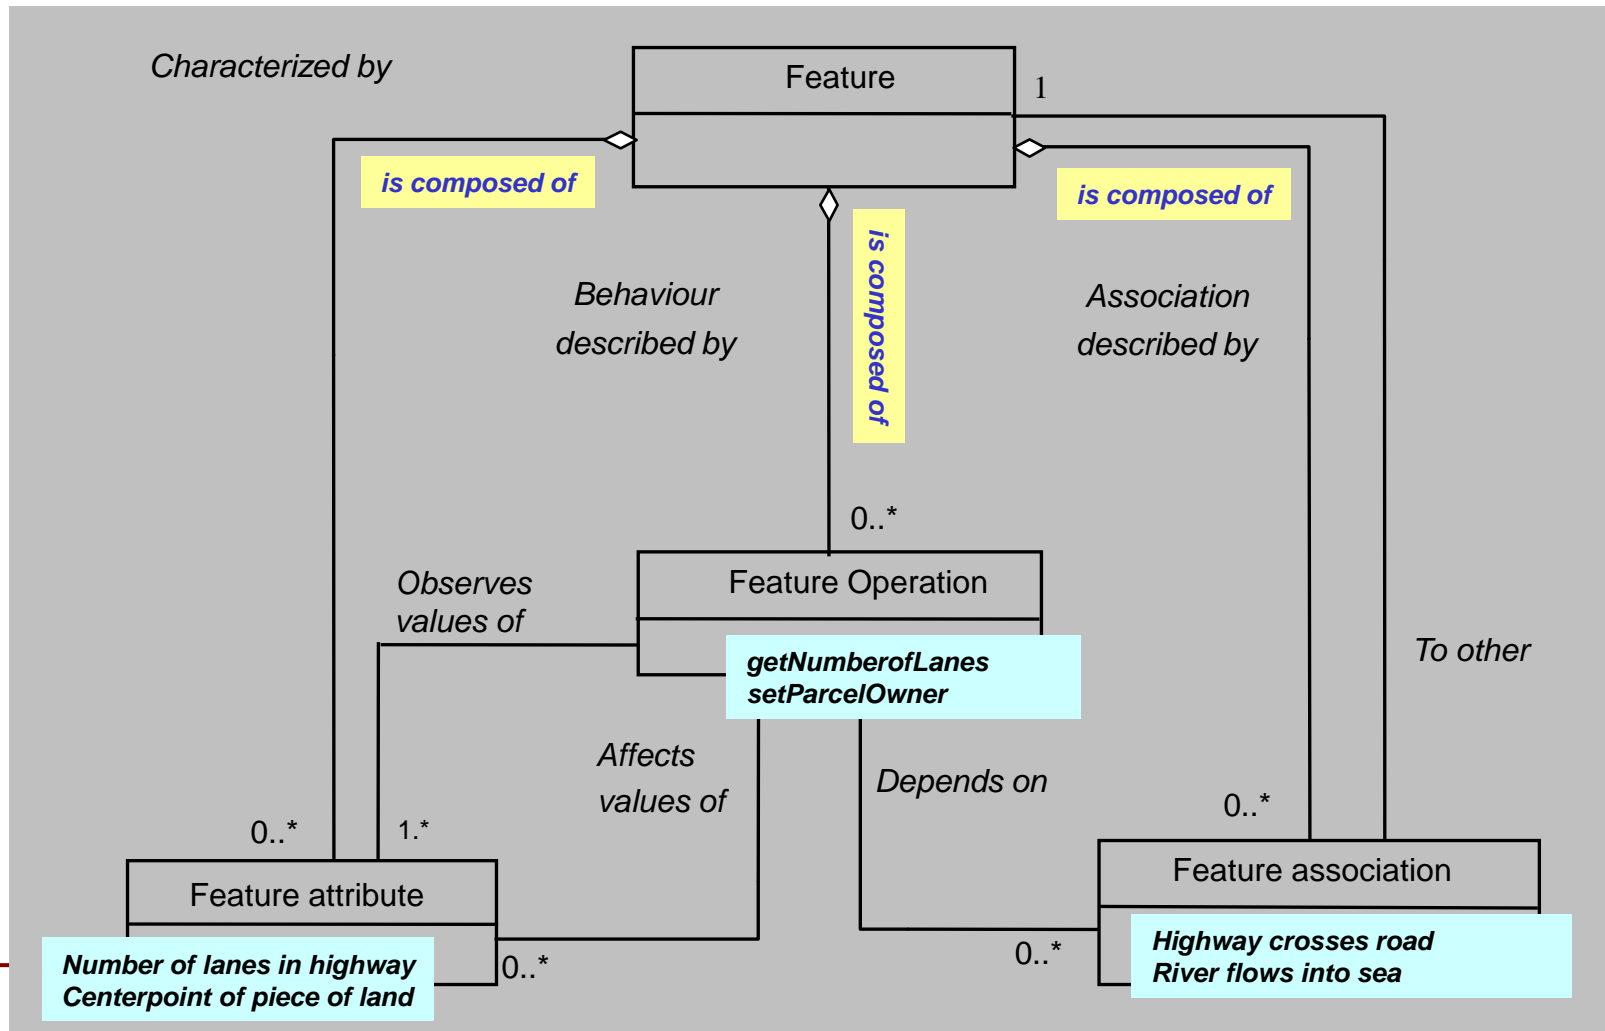 Characterized by
Feature
1
is composed of
is composed of
is composed of
Behaviour
described by
Association
described by
0..*
Feature Operation
Observes
values of
getNumberofLanes
setParcelOwner
To other
Affects
values of
Depends on
0..*
1.*
0..*
Feature attribute
Feature association
Number of lanes in highway
Centerpoint of piece of land
0..*
0..*
Highway crosses road
River flows into sea